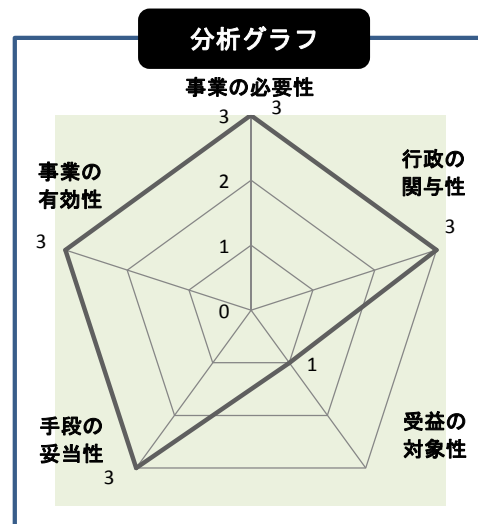 分析グラフ
事業の必要性
3
3
2
1
0
行政の
関与性
3
受益の
対象性
1
手段の
妥当性
3
事業の
有効性
3